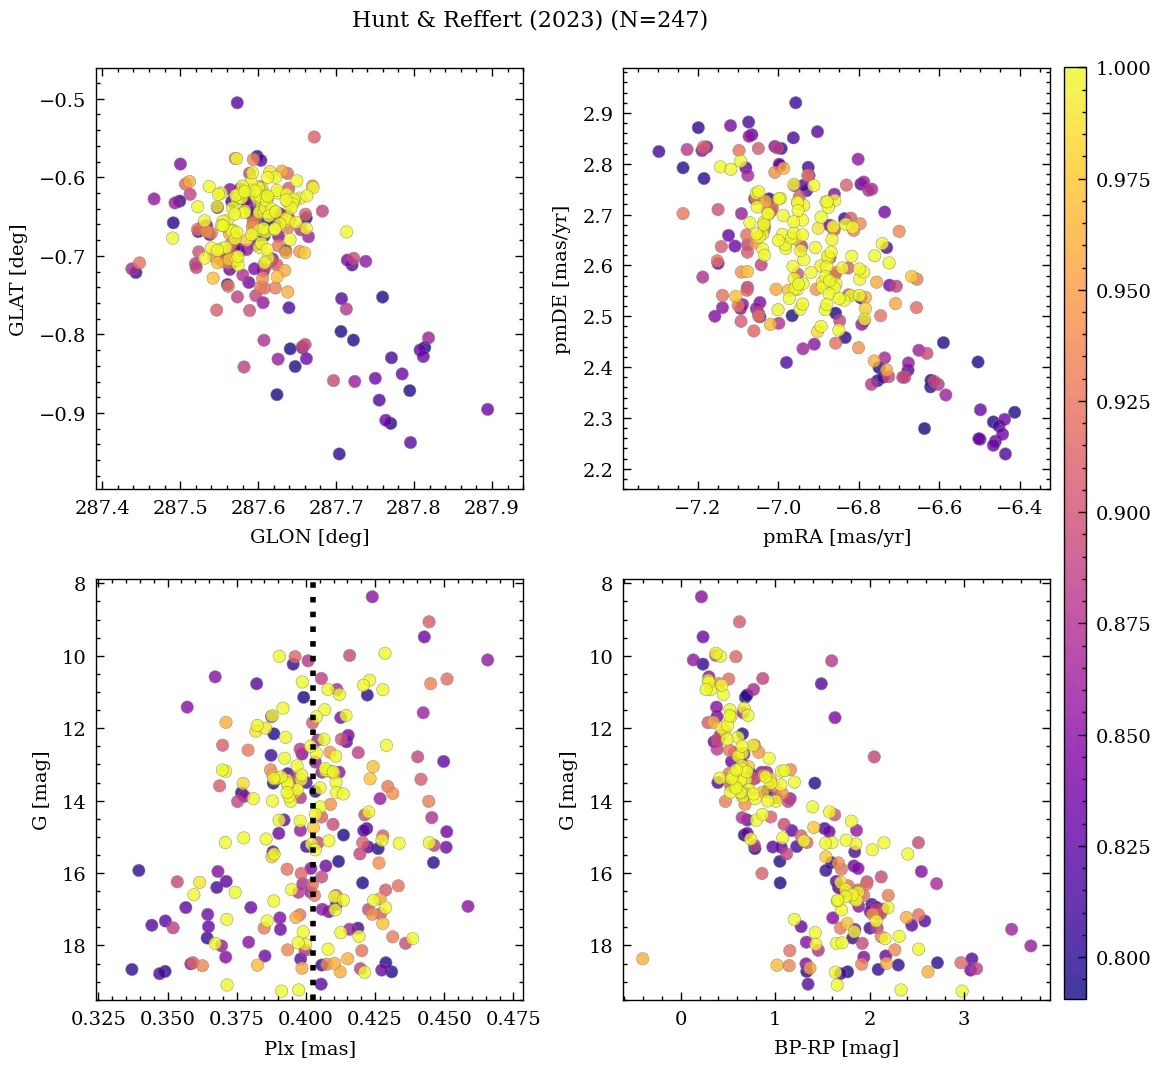 Hunt & Reffert (2023) (N=247)
−0.5
−0.6
−0.7
−0.8
−0.9
GLAT [deg]
287.4 287.5 287.6 287.7 287.8 287.9
GLON [deg]
2.9
2.8
2.7
2.6
2.5
2.4
2.3
2.2
pmDE [mas/yr]
−7.2 −7.0 −6.8 −6.6 −6.4
pmRA [mas/yr]
8
10
12
14
16
18
G [mag]
0.325 0.350 0.375 0.400 0.425 0.450 0.475
Plx [mas]
8
10
12
14
16
18
G [mag]
0 1 2 3
BP-RP [mag]
1.000
0.975
0.950
0.925
0.900
0.875
0.850
0.825
0.800